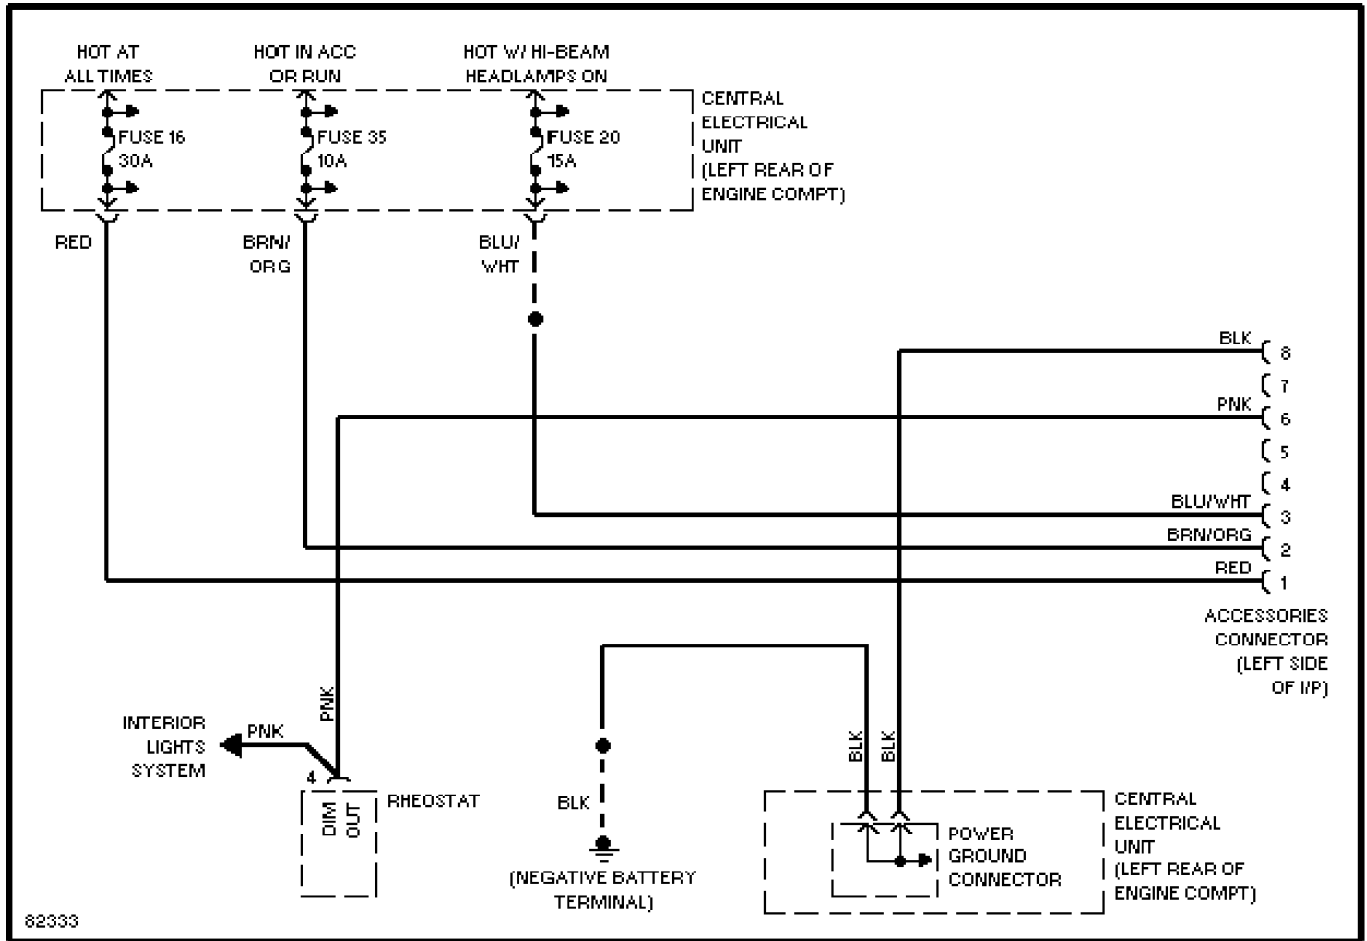 HOT AT
ALL TIMES
HOT IN ACC
OR RUN
HOT W/ HI-BEAM
HEADLAMPS ON
CENTRAL
ELECTRICAL
UNIT
(LEFT REAR OF
ENGINE COMPT)
FUSE 16
30A
FUSE 35
10A
FUSE 20
15A
RED
BRN/
ORG
BLU/
WHT
BLK
8
7
PNK
6
5
4
BLU/WHT
3
BRN/ORG
2
RED
1
ACCESSORIES
CONNECTOR
(LEFT SIDE
OF I/P)
PNK
INTERIOR
LIGHTS
SYSTEM
PNK
4
RHEOSTAT
DIM
OUT
BLK
(NEGATIVE BATTERY
TERMINAL)
BLK
BLK
POWER
GROUND
CONNECTOR
CENTRAL
ELECTRICAL
UNIT
(LEFT REAR OF
ENGINE COMPT)
82333